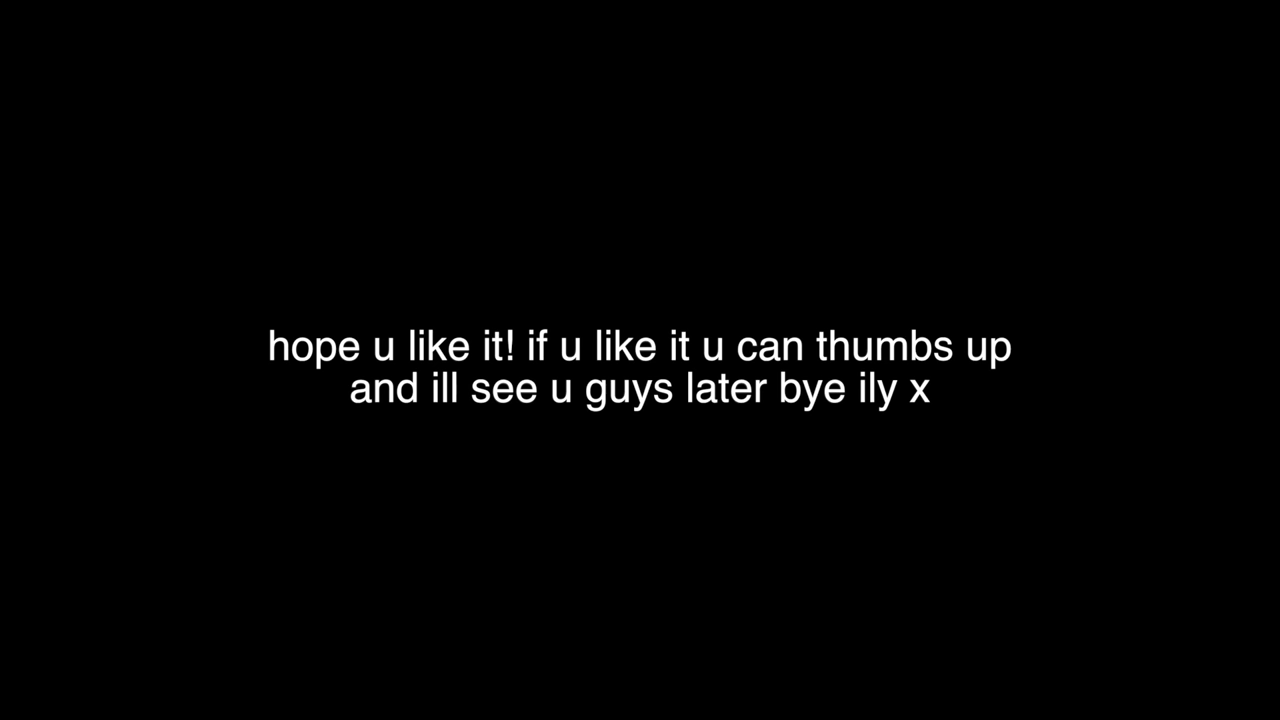 hope u like it! if u like it u can thumbs up
and ill see u guys later bye ily x